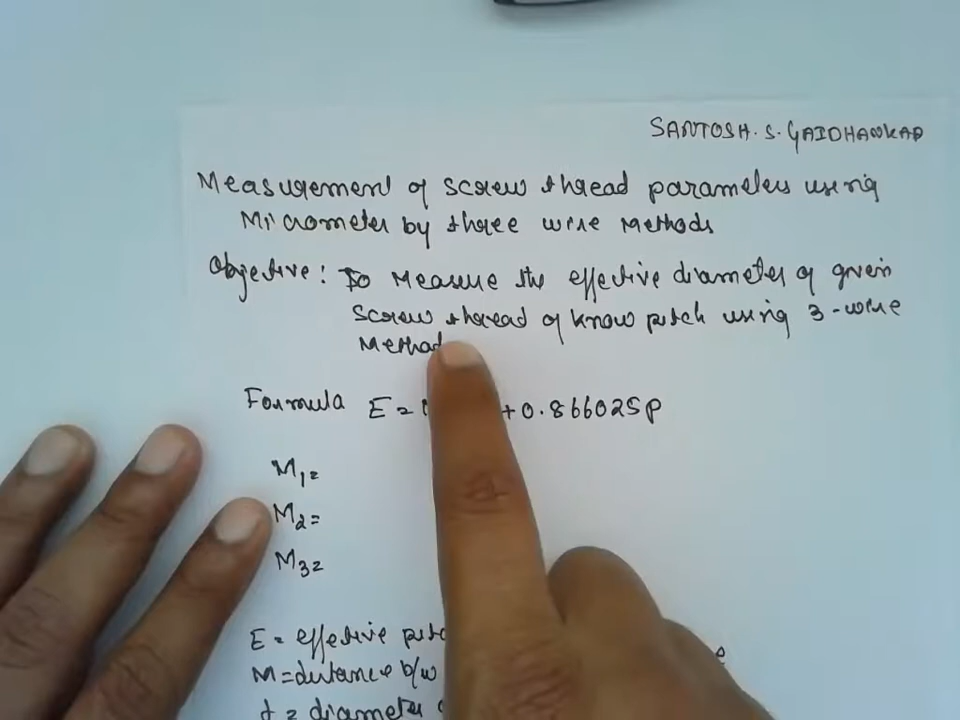 SANTOSH. S. GAIDHANKAR
Measurement of screw thread parameters using
Micrometer by three wire Methods
Objective: To Measure the effective diameter of given
screw thread of know pitch using 3-wire
Method
Formula E = + 0.866025 p
M1=
M2=
M3=
E = effective
M = distance b/w
d = diameter